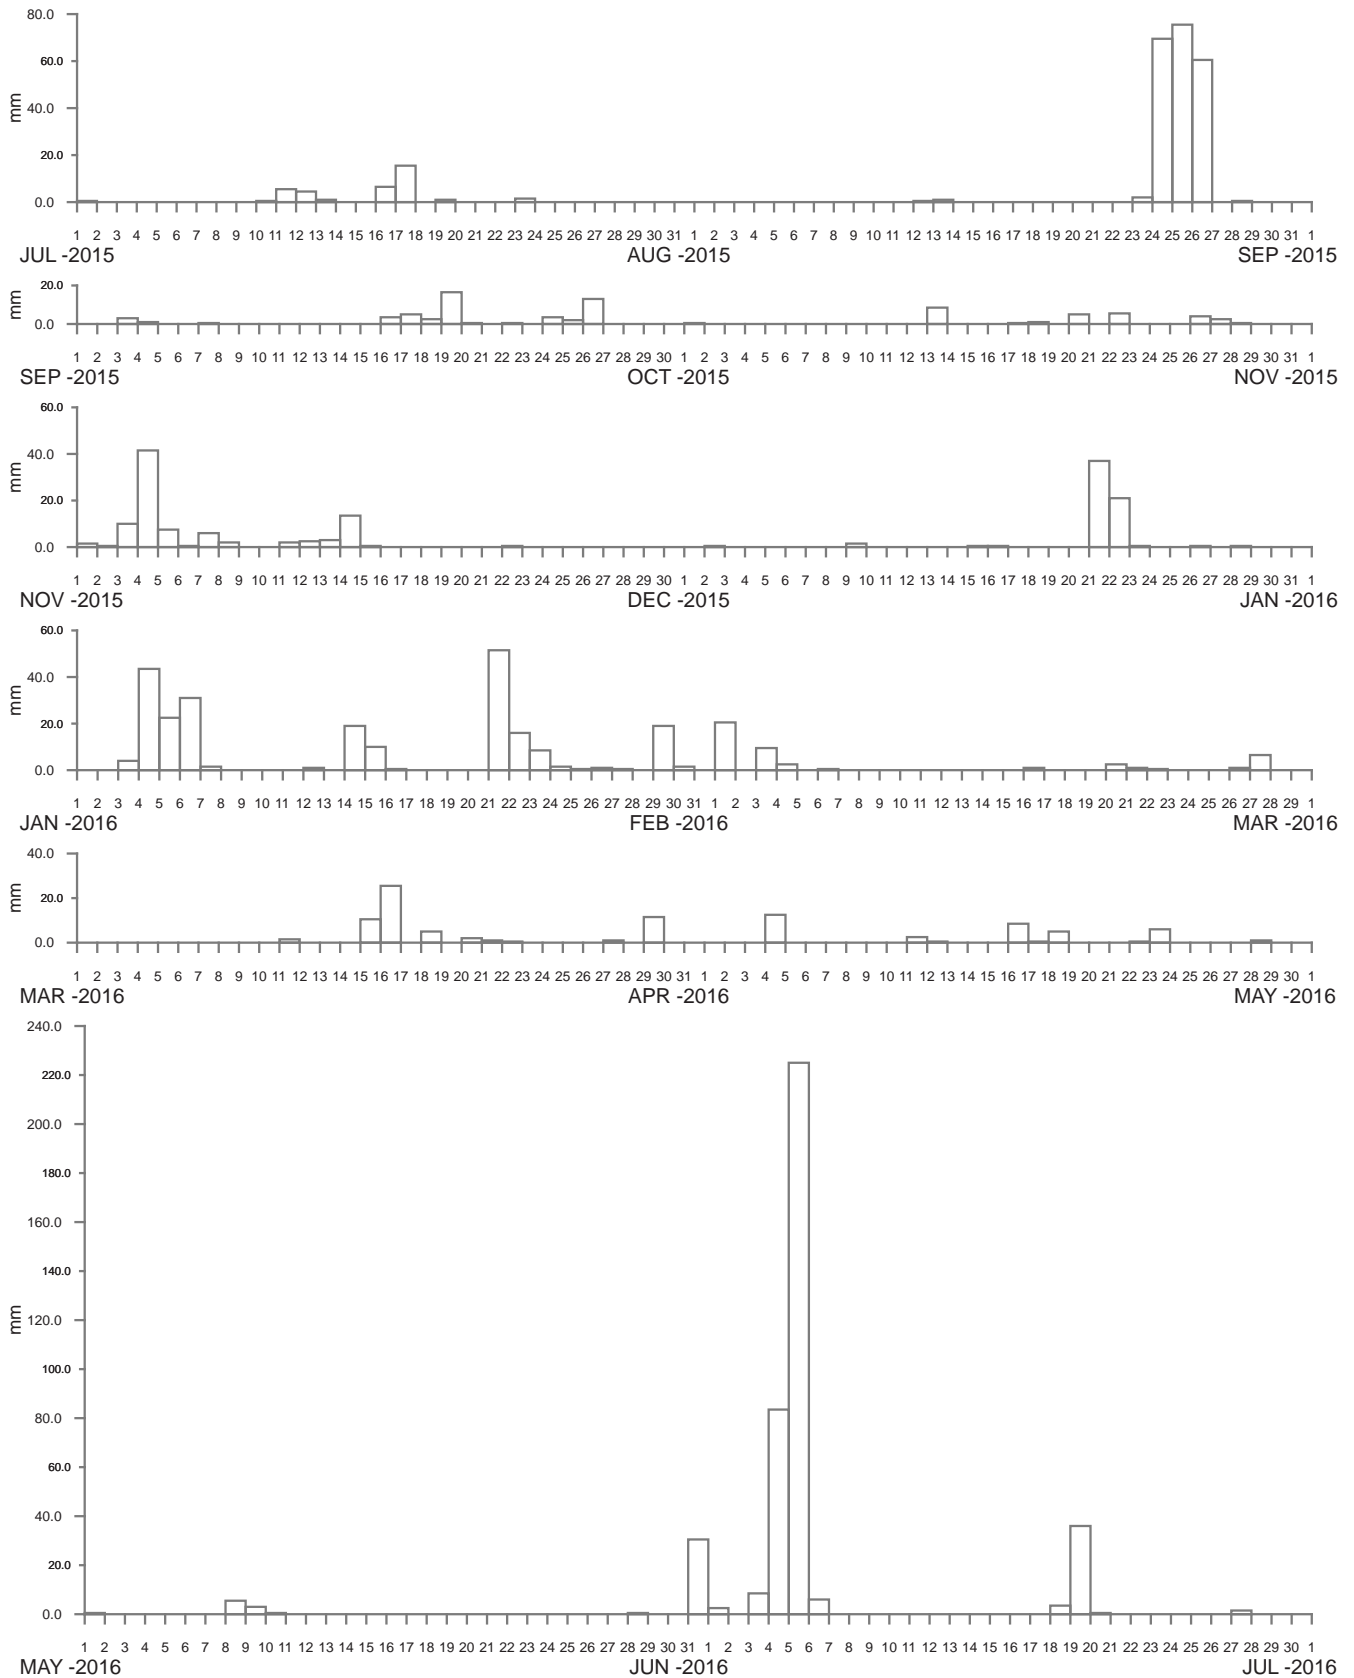 80.0
60.0
mm
40.0
20.0
0.0
1 2 3 4 5 6 7 8 9 10 11 12 13 14 15 16 17 18 19 20 21 22 23 24 25 26 27 28 29 30 31 1 2 3 4 5 6 7 8 9 10 11 12 13 14 15 16 17 18 19 20 21 22 23 24 25 26 27 28 29 30 31 1
JUL -2015 AUG -2015 SEP -2015
20.0
mm
0.0
1 2 3 4 5 6 7 8 9 10 11 12 13 14 15 16 17 18 19 20 21 22 23 24 25 26 27 28 29 30 1 2 3 4 5 6 7 8 9 10 11 12 13 14 15 16 17 18 19 20 21 22 23 24 25 26 27 28 29 30 31 1
SEP -2015 OCT -2015 NOV -2015
60.0
40.0
mm
20.0
0.0
1 2 3 4 5 6 7 8 9 10 11 12 13 14 15 16 17 18 19 20 21 22 23 24 25 26 27 28 29 30 1 2 3 4 5 6 7 8 9 10 11 12 13 14 15 16 17 18 19 20 21 22 23 24 25 26 27 28 29 30 31 1
NOV -2015 DEC -2015 JAN -2016
60.0
40.0
mm
20.0
0.0
1 2 3 4 5 6 7 8 9 10 11 12 13 14 15 16 17 18 19 20 21 22 23 24 25 26 27 28 29 30 31 1 2 3 4 5 6 7 8 9 10 11 12 13 14 15 16 17 18 19 20 21 22 23 24 25 26 27 28 29 1
JAN -2016 FEB -2016 MAR -2016
40.0
mm
20.0
0.0
1 2 3 4 5 6 7 8 9 10 11 12 13 14 15 16 17 18 19 20 21 22 23 24 25 26 27 28 29 30 31 1 2 3 4 5 6 7 8 9 10 11 12 13 14 15 16 17 18 19 20 21 22 23 24 25 26 27 28 29 30 1
MAR -2016 APR -2016 MAY -2016
240.0
220.0
200.0
180.0
160.0
140.0
mm
120.0
100.0
80.0
60.0
40.0
20.0
0.0
1 2 3 4 5 6 7 8 9 10 11 12 13 14 15 16 17 18 19 20 21 22 23 24 25 26 27 28 29 30 31 1 2 3 4 5 6 7 8 9 10 11 12 13 14 15 16 17 18 19 20 21 22 23 24 25 26 27 28 29 30 1
MAY -2016 JUN -2016 JUL -2016